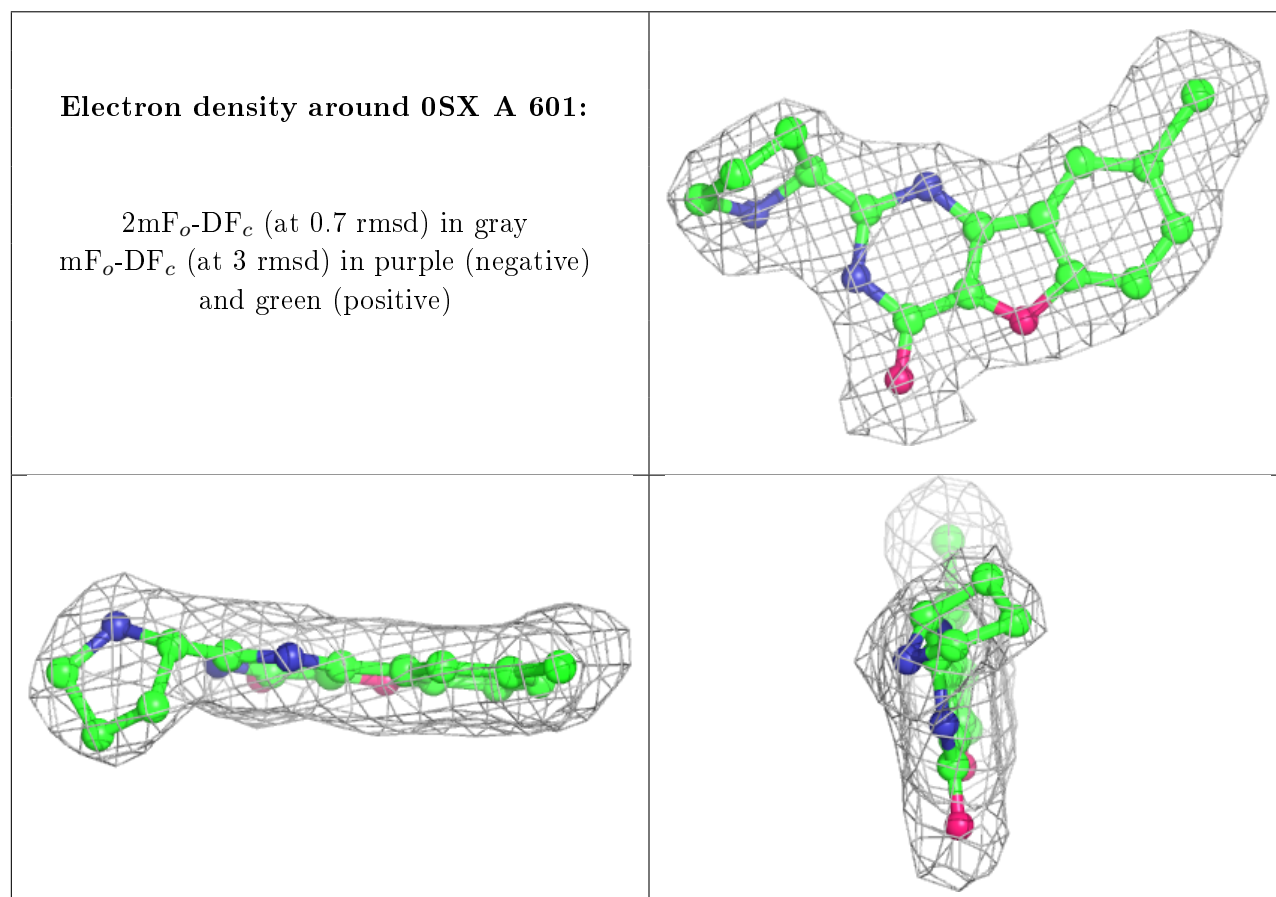 Electron density around 0SX A 601:
2mFo-DFc (at 0.7 rmsd) in gray
mFo-DFc (at 3 rmsd) in purple (negative)
and green (positive)